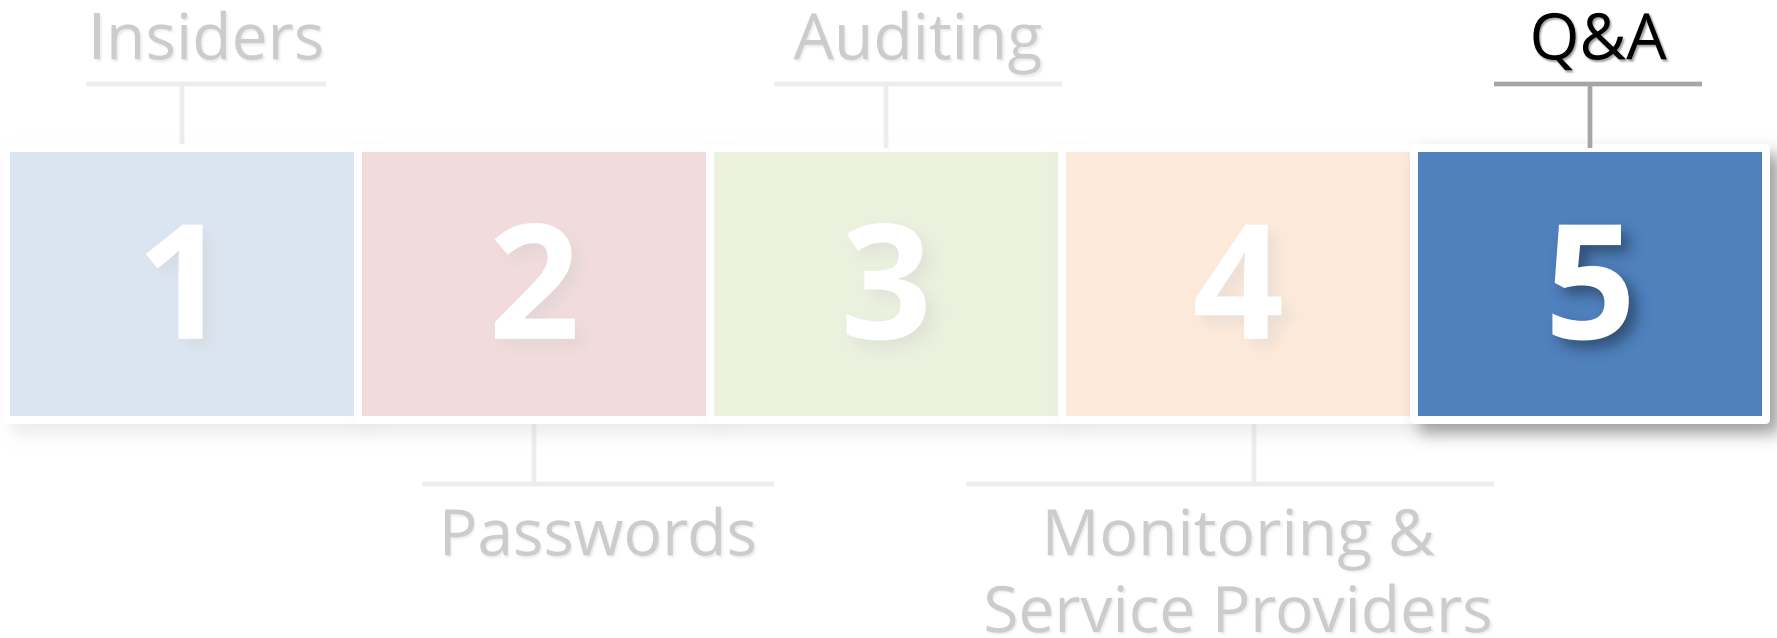 Insiders
Auditing
Q&A
1
2
3
4
5
Passwords
Monitoring &
Service Providers